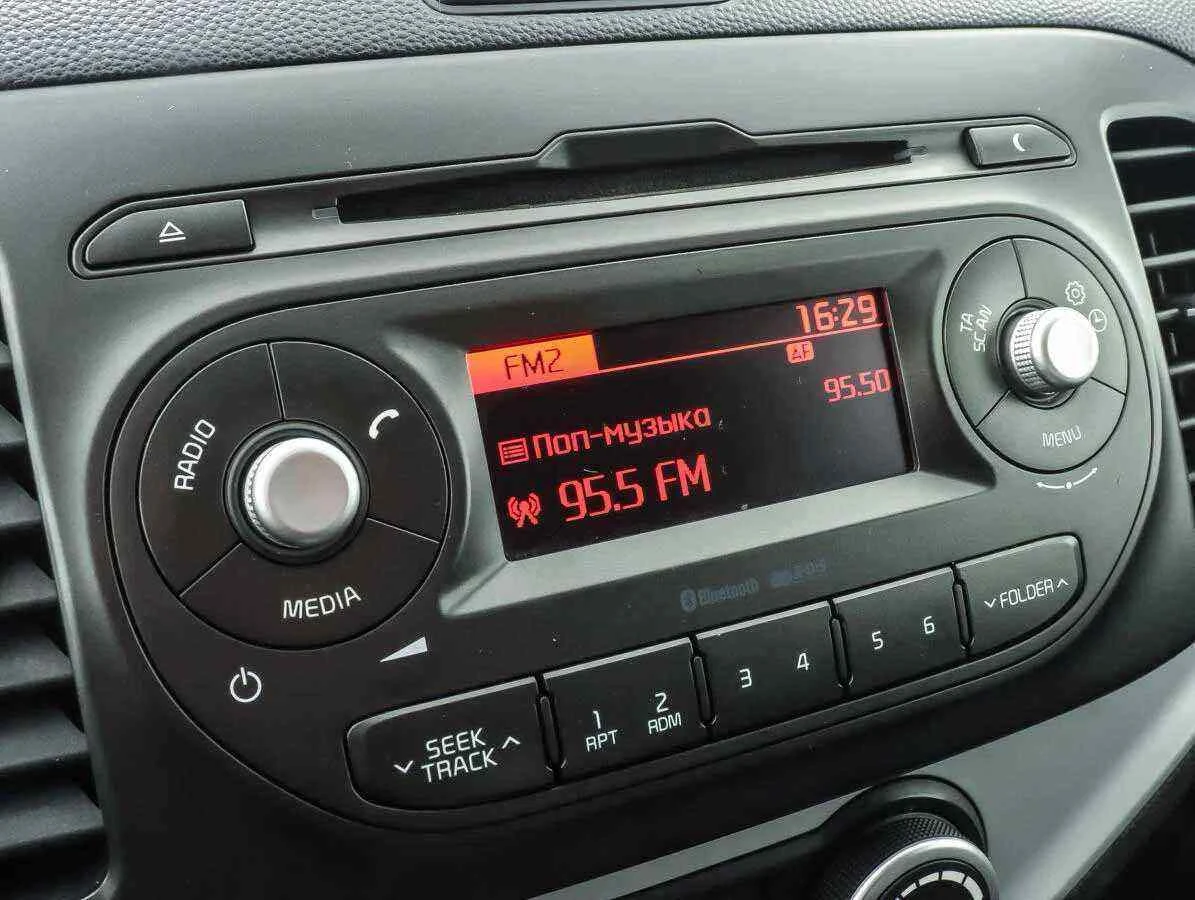 FM2
16:29
AF
95.50
Поп-музыка
95.5 FM
RADIO
MEDIA
TA
SCAN
MENU
Bluetooth
SEEK
TRACK
1
RPT
2
RDM
3
4
5
6
FOLDER